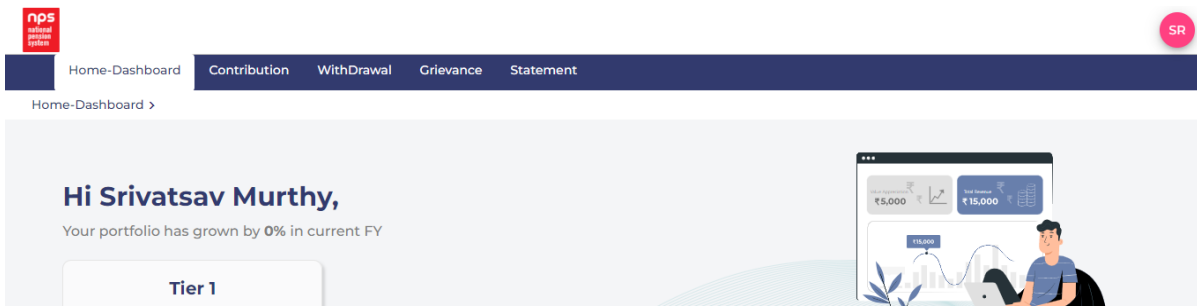 nps
national
pension
system
SR
Home-Dashboard Contribution WithDrawal Grievance Statement
Home-Dashboard >
Hi Srivatsav Murthy,
Your portfolio has grown by 0% in current FY
Tier 1
₹5,000
Total Revenue
₹15,000
₹15,000